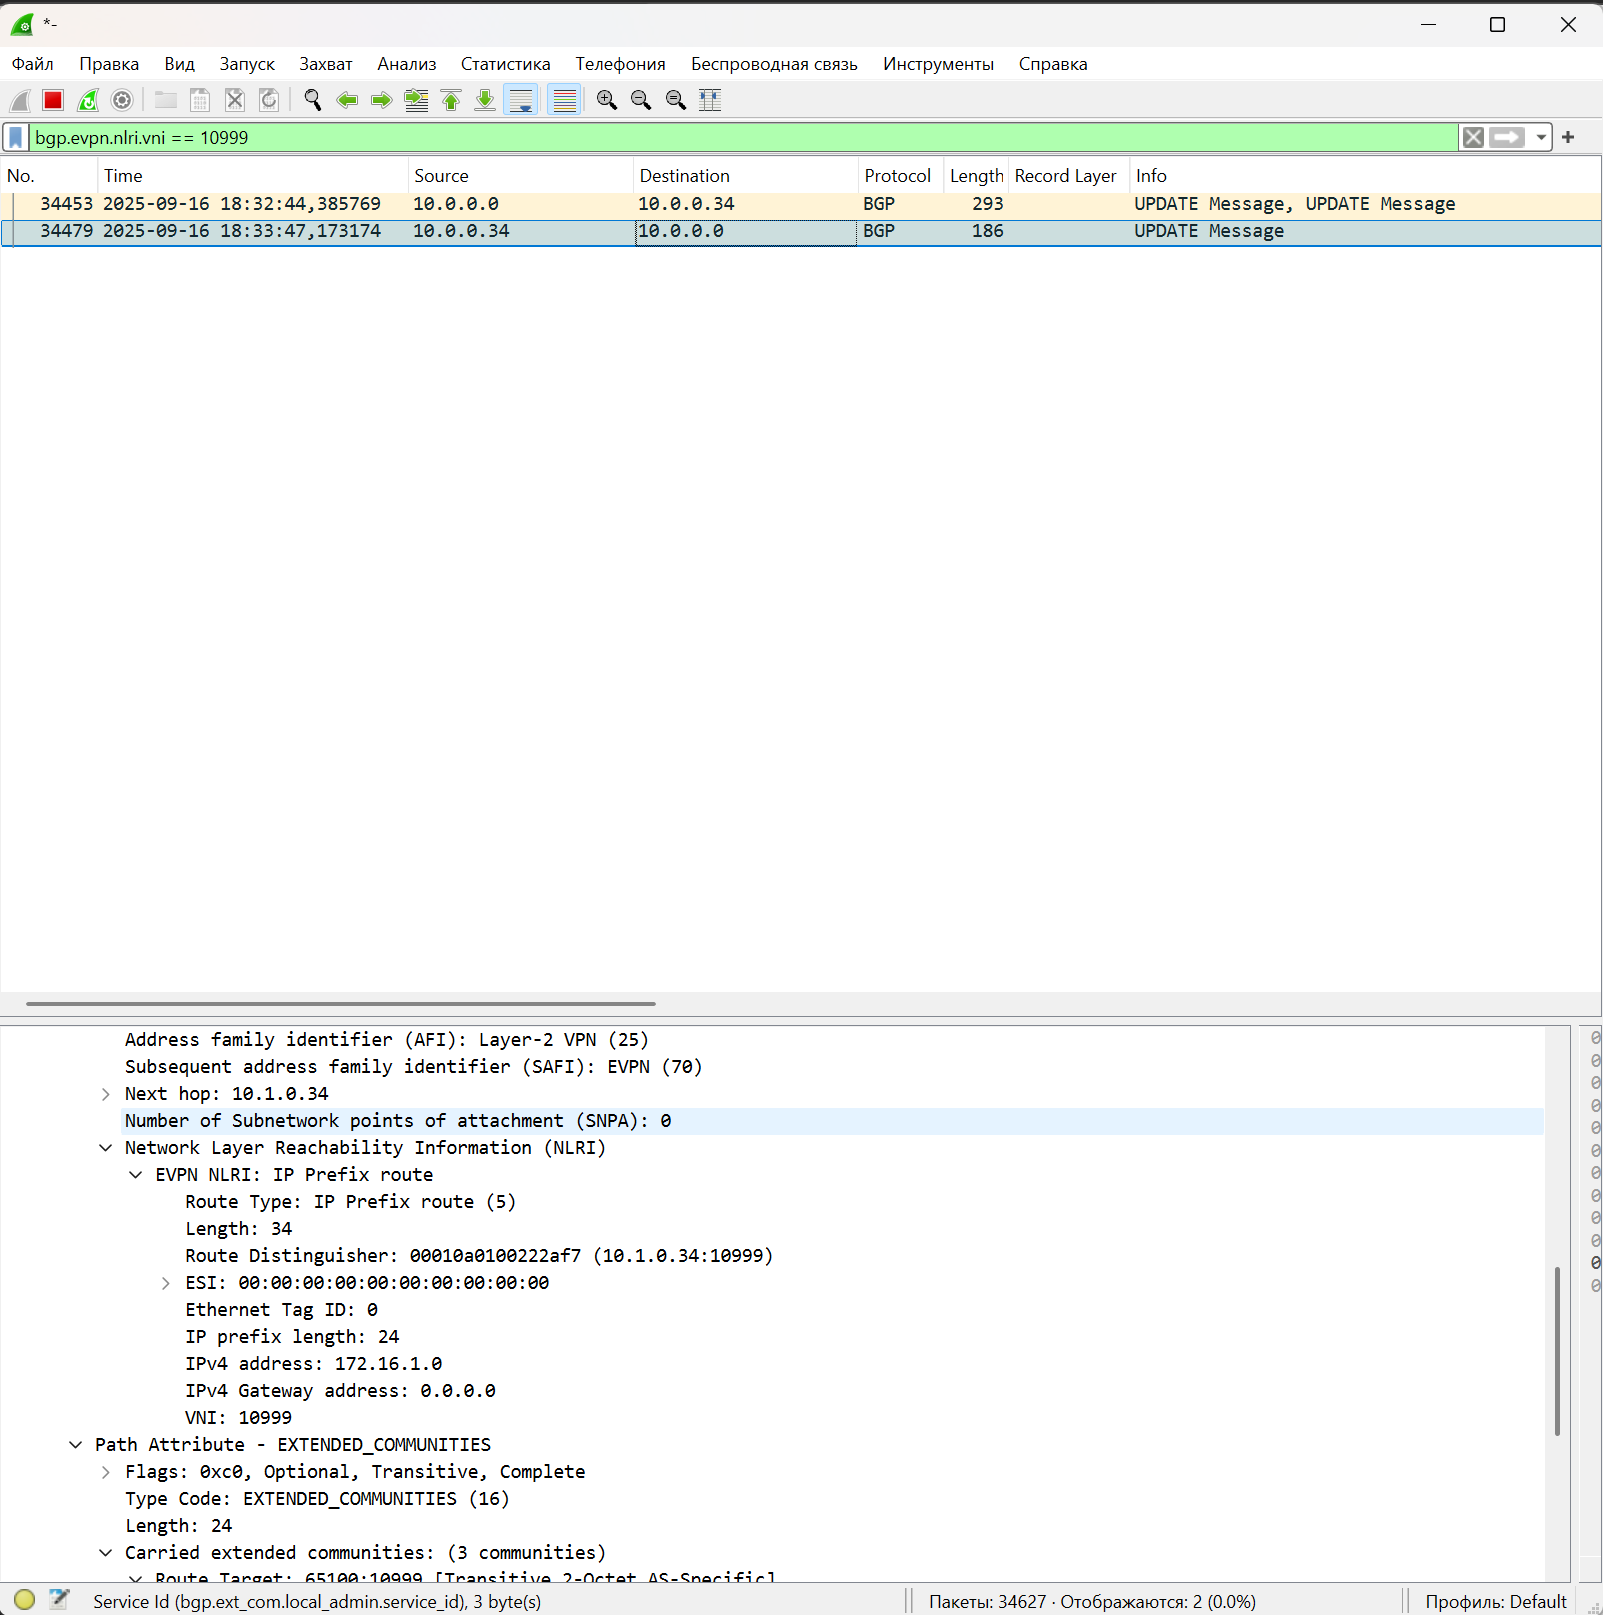 *-
Файл Правка Вид Запуск Захват Анализ Статистика Телефония Беспроводная связь Инструменты Справка
bgp.evpn.nlri.vni == 10999
No. Time Source Destination Protocol Length Record Layer Info
34453 2025-09-16 18:32:44,385769 10.0.0.0 10.0.0.34 BGP 293 UPDATE Message, UPDATE Message
34479 2025-09-16 18:33:47,173174 10.0.0.34 10.0.0.0 BGP 186 UPDATE Message
Address family identifier (AFI): Layer-2 VPN (25)
Subsequent address family identifier (SAFI): EVPN (70)
Next hop: 10.1.0.34
Number of Subnetwork points of attachment (SNPA): 0
Network Layer Reachability Information (NLRI)
EVPN NLRI: IP Prefix route
Route Type: IP Prefix route (5)
Length: 34
Route Distinguisher: 00010a0100222af7 (10.1.0.34:10999)
ESI: 00:00:00:00:00:00:00:00:00:00
Ethernet Tag ID: 0
IP prefix length: 24
IPv4 address: 172.16.1.0
IPv4 Gateway address: 0.0.0.0
VNI: 10999
Path Attribute - EXTENDED_COMMUNITIES
Flags: 0xc0, Optional, Transitive, Complete
Type Code: EXTENDED_COMMUNITIES (16)
Length: 24
Carried extended communities: (3 communities)
Route Target: 65100:10999 [Transitive 2-Octet AS-Specific]
Service Id (bgp.ext_com.local_admin.service_id), 3 byte(s) Пакеты: 34627 · Отображаются: 2 (0.0%) Профиль: Default